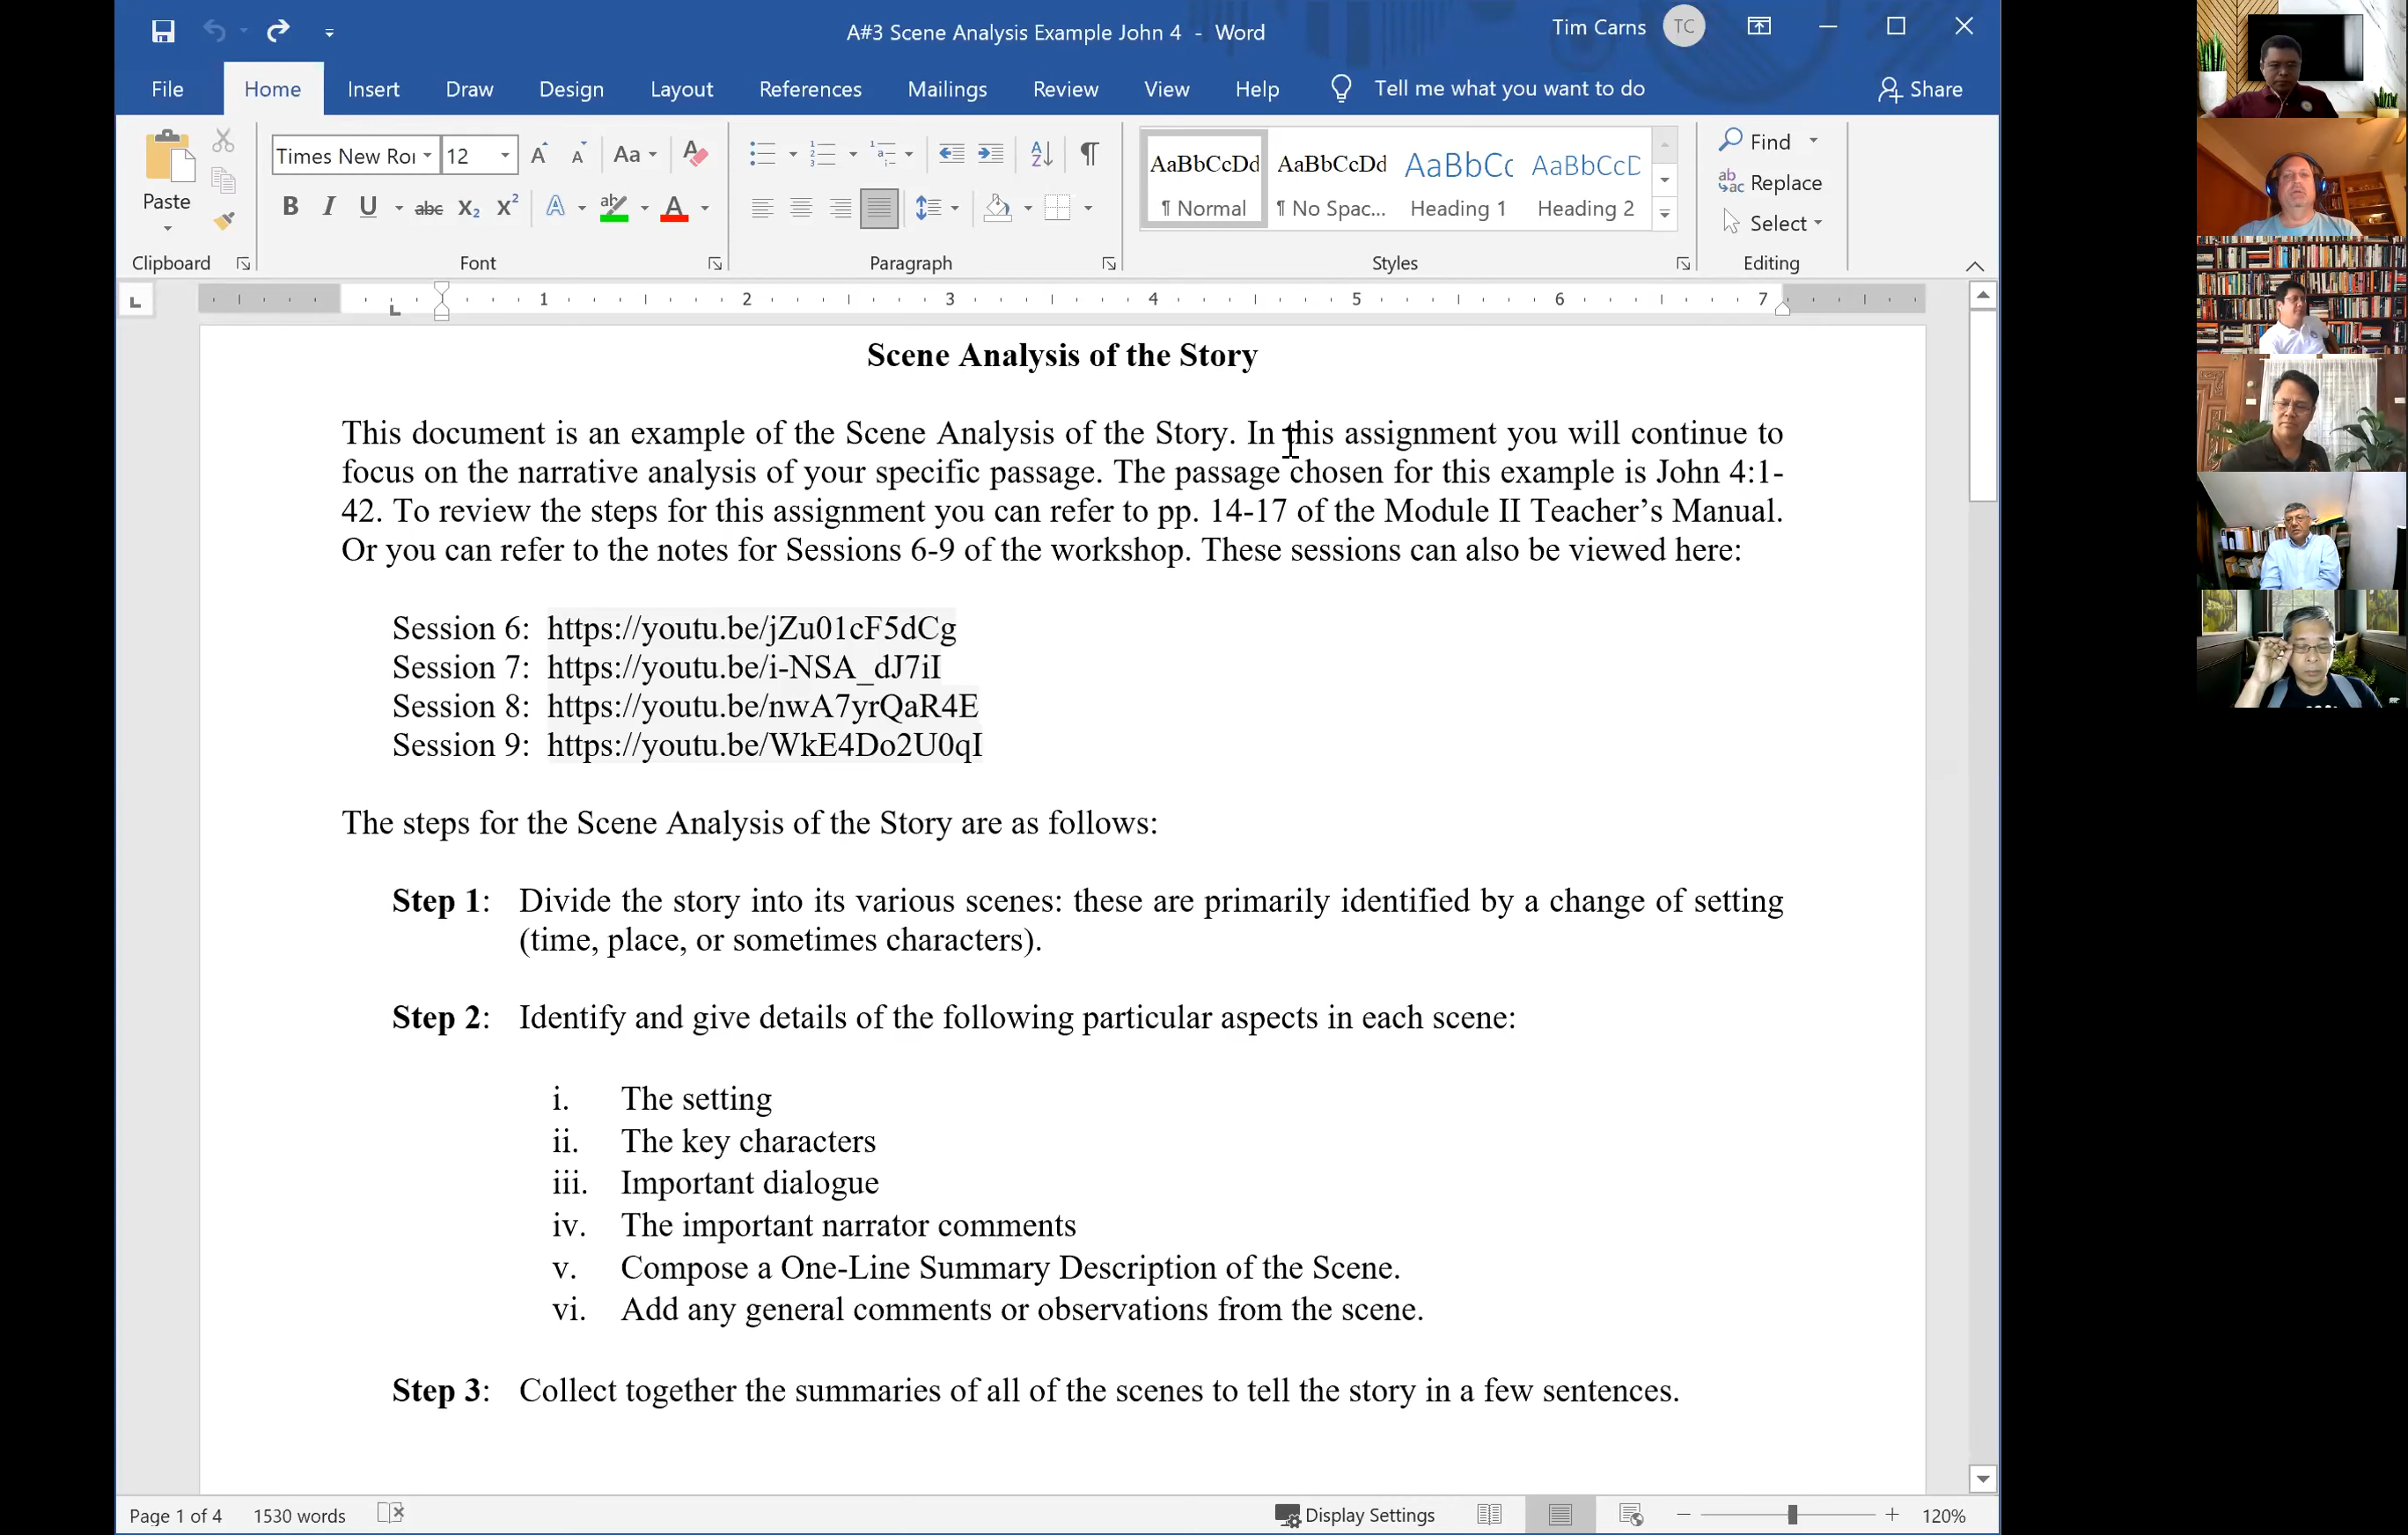 A#3 Scene Analysis Example John 4 - Word
Tim Carns TC
File Home Insert Draw Design Layout References Mailings Review View Help Tell me what you want to do Share
Paste
Times New Roi 12 Aa
AaBbCcDd AaBbCcDd AaBbCc AaBbCcD
¶ Normal ¶ No Spac... Heading 1 Heading 2
Find
Replace
Select
Clipboard Font Paragraph Styles Editing
1 2 3 4 5 6 7
Scene Analysis of the Story
This document is an example of the Scene Analysis of the Story. In this assignment you will continue to
focus on the narrative analysis of your specific passage. The passage chosen for this example is John 4:1-
42. To review the steps for this assignment you can refer to pp. 14-17 of the Module II Teacher’s Manual.
Or you can refer to the notes for Sessions 6-9 of the workshop. These sessions can also be viewed here:
Session 6: https://youtu.be/jZu01cF5dCg
Session 7: https://youtu.be/i-NSA_dJ7iI
Session 8: https://youtu.be/nwA7yrQaR4E
Session 9: https://youtu.be/WkE4Do2U0qI
The steps for the Scene Analysis of the Story are as follows:
Step 1: Divide the story into its various scenes: these are primarily identified by a change of setting
(time, place, or sometimes characters).
Step 2: Identify and give details of the following particular aspects in each scene:
i. The setting
ii. The key characters
iii. Important dialogue
iv. The important narrator comments
v. Compose a One-Line Summary Description of the Scene.
vi. Add any general comments or observations from the scene.
Step 3: Collect together the summaries of all of the scenes to tell the story in a few sentences.
Page 1 of 4 1530 words Display Settings 120%